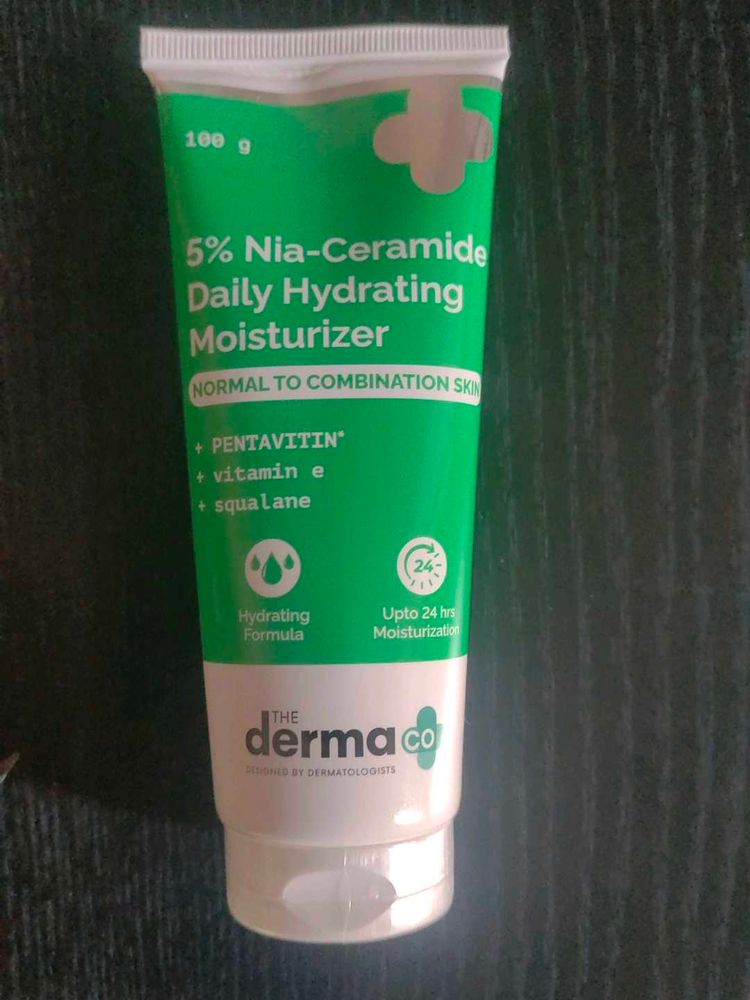 100 g
5% Nia-Ceramide
Daily Hydrating
Moisturizer
NORMAL TO COMBINATION SKIN
+ PENTAVITIN*
+ vitamin e
+ squalane
24
Hydrating
Formula
Upto 24 hrs
Moisturization
THE
derma co
DESIGNED BY DERMATOLOGISTS